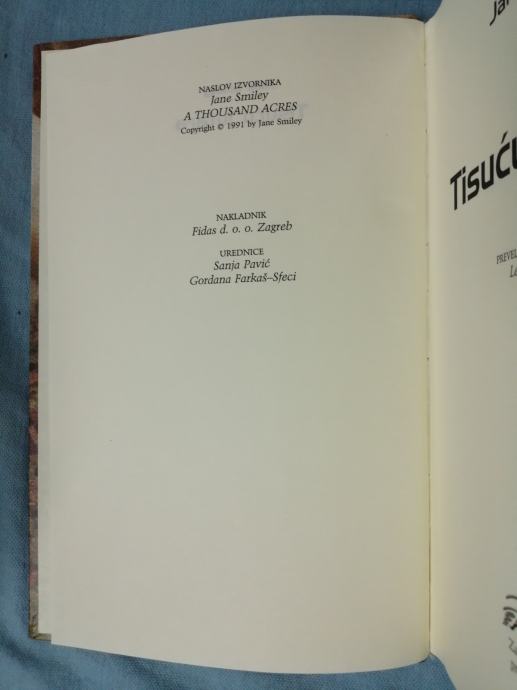 NASLOV IZVORNIKA
Jane Smiley
A THOUSAND ACRES
Copyright © 1991 by Jane Smiley
NAKLADNIK
Fidas d. o. o. Zagreb
UREDNICE
Sanja Pavić
Gordana Farkaš–Sfeci
Tisuću